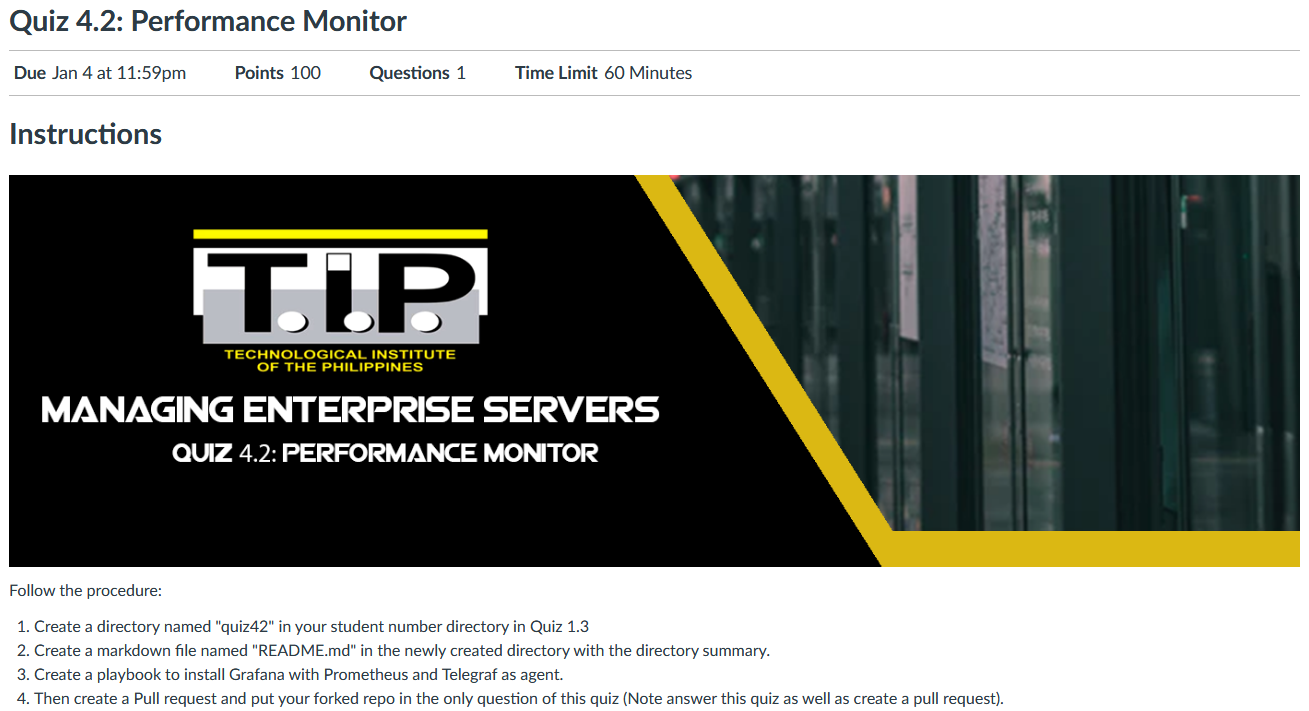 Quiz 4.2: Performance Monitor
Due Jan 4 at 11:59pm Points 100 Questions 1 Time Limit 60 Minutes
Instructions
T.I.P.
TECHNOLOGICAL INSTITUTE
OF THE PHILIPPINES
MANAGING ENTERPRISE SERVERS
QUIZ 4.2: PERFORMANCE MONITOR
Follow the procedure:
1. Create a directory named "quiz42" in your student number directory in Quiz 1.3
2. Create a markdown file named "README.md" in the newly created directory with the directory summary.
3. Create a playbook to install Grafana with Prometheus and Telegraf as agent.
4. Then create a Pull request and put your forked repo in the only question of this quiz (Note answer this quiz as well as create a pull request).